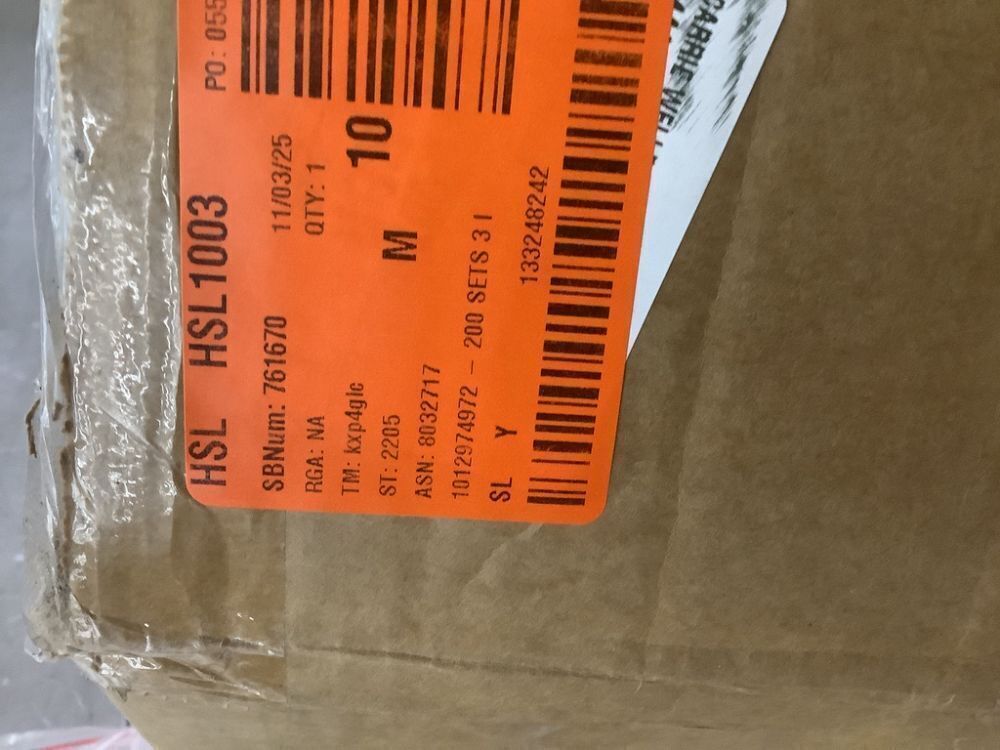 HSL HSL1003
PO: 055
SBNum: 761670 11/03/25
RGA: NA QTY: 1
TM: kxp4glc
ST: 2205 M 10
ASN: 8032717
1012974972 – 200 SETS 3 I
SL Y
133248242